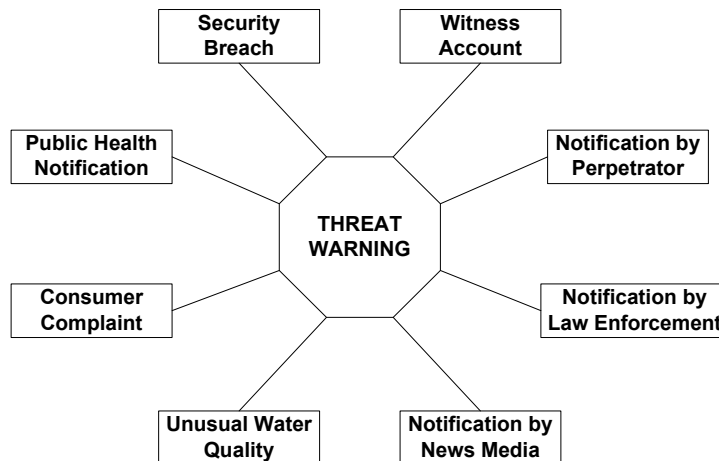 Security
Breach
Witness
Account
Public Health
Notification
Notification by
Perpetrator
THREAT
WARNING
Consumer
Complaint
Notification by
Law Enforcement
Unusual Water
Quality
Notification by
News Media